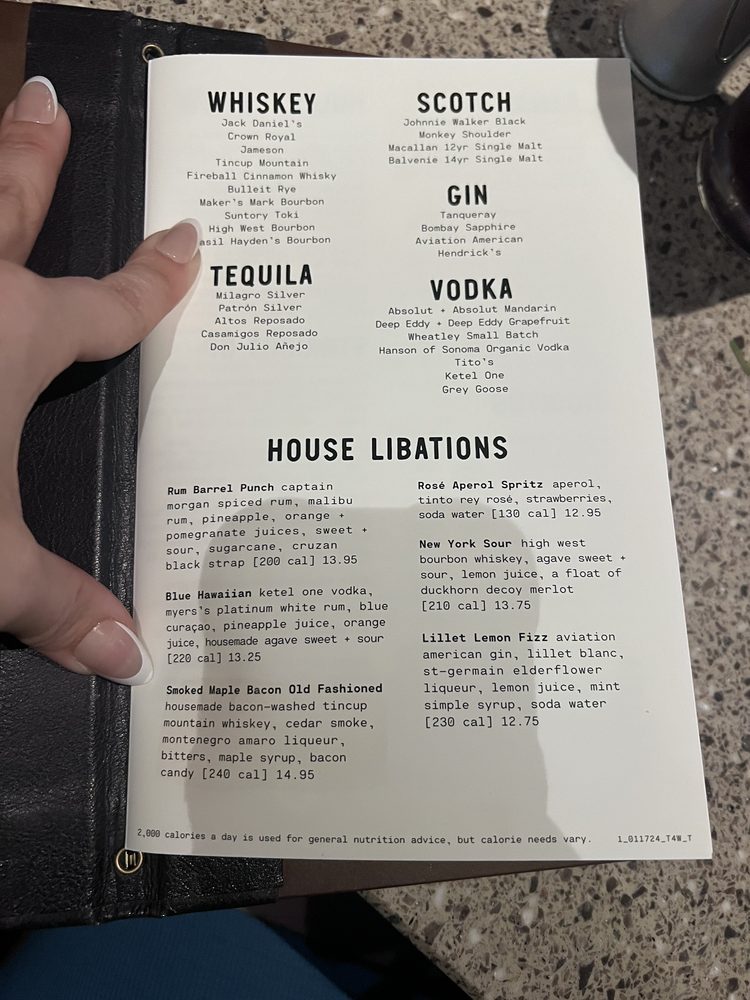 WHISKEY
Jack Daniel's
Crown Royal
Jameson
Tincup Mountain
Fireball Cinnamon Whisky
Bulleit Rye
Maker's Mark Bourbon
Suntory Toki
High West Bourbon
asil Hayden's Bourbon
TEQUILA
Milagro Silver
Patrón Silver
Altos Reposado
Casamigos Reposado
Don Julio Añejo
SCOTCH
Johnnie Walker Black
Monkey Shoulder
Macallan 12yr Single Malt
Balvenie 14yr Single Malt
GIN
Tanqueray
Bombay Sapphire
Aviation American
Hendrick's
VODKA
Absolut + Absolut Mandarin
Deep Eddy + Deep Eddy Grapefruit
Wheatley Small Batch
Hanson of Sonoma Organic Vodka
Tito's
Ketel One
Grey Goose
HOUSE LIBATIONS
Rum Barrel Punch captain
morgan spiced rum, malibu
rum, pineapple, orange +
pomegranate juices, sweet +
sour, sugarcane, cruzan
black strap [200 cal] 13.95
Blue Hawaiian ketel one vodka,
myers's platinum white rum, blue
curaçao, pineapple juice, orange
juice, housemade agave sweet + sour
[220 cal] 13.25
Smoked Maple Bacon Old Fashioned
housemade bacon-washed tincup
mountain whiskey, cedar smoke,
montenegro amaro liqueur,
bitters, maple syrup, bacon
candy [240 cal] 14.95
Rosé Aperol Spritz aperol,
tinto rey rosé, strawberries,
soda water [130 cal] 12.95
New York Sour high west
bourbon whiskey, agave sweet +
sour, lemon juice, a float of
duckhorn decoy merlot
[210 cal] 13.75
Lillet Lemon Fizz aviation
american gin, lillet blanc,
st-germain elderflower
liqueur, lemon juice, mint
simple syrup, soda water
[230 cal] 12.75
2,000 calories a day is used for general nutrition advice, but calorie needs vary.
1_011724_T4W_T